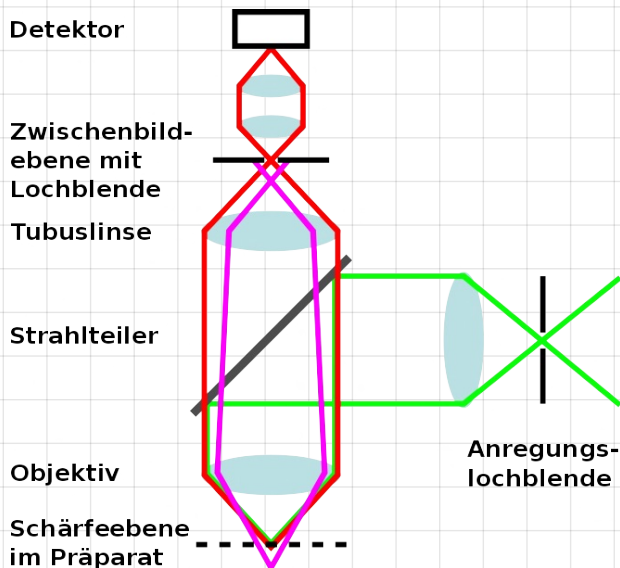 Detektor
Zwischenbild-
ebene mit
Lochblende
Tubuslinse
Strahlteiler
Anregungs-
lochblende
Objektiv
Schärfeebene
im Präparat